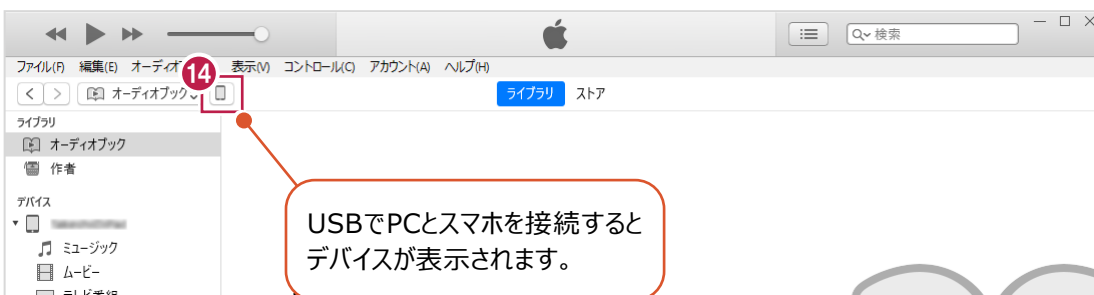 検索
ファイル(F) 編集(E) オーディオ 表示(V) コントロール(C) アカウント(A) ヘルプ(H)
14
オーディオブック
ライブラリ ストア
ライブラリ
オーディオブック
作者
デバイス
ミュージック
ムービー
テレビ番組
USBでPCとスマホを接続すると
デバイスが表示されます。